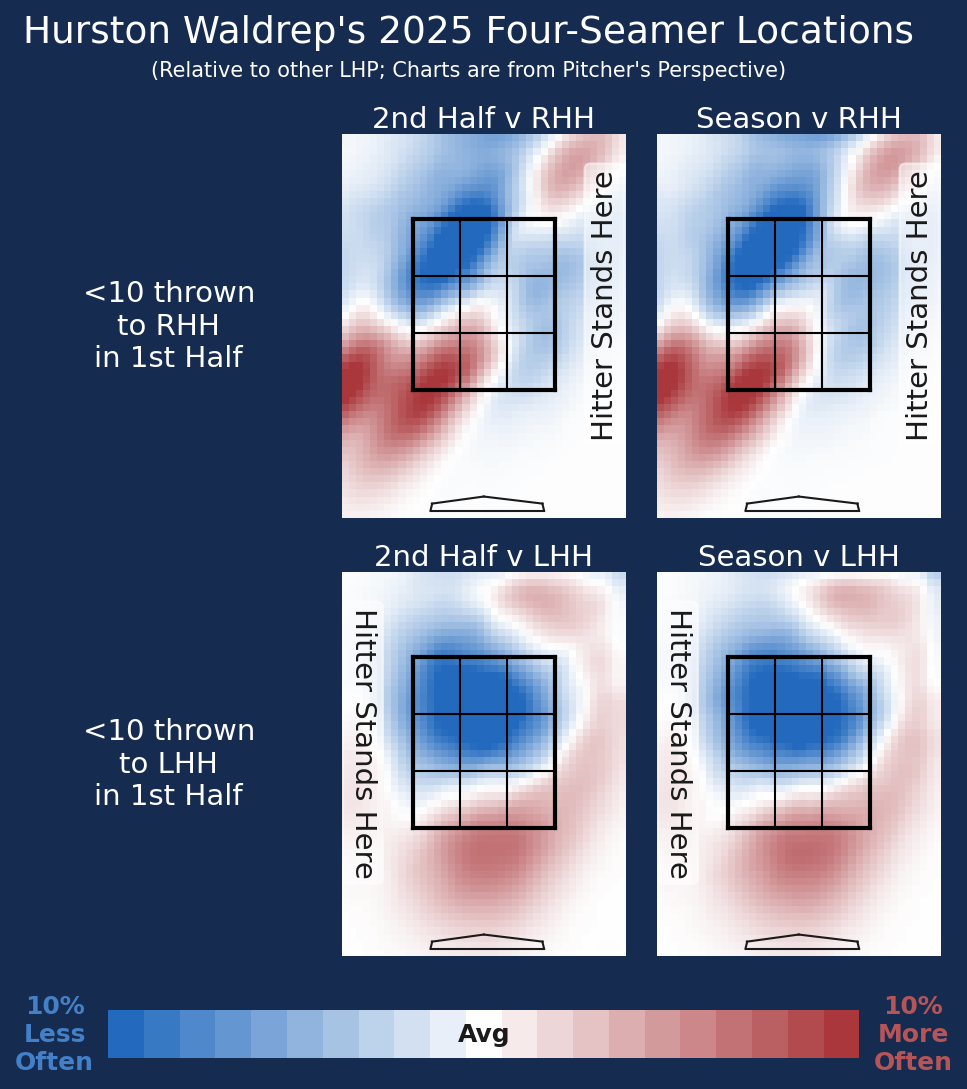 Hurston Waldrep's 2025 Four-Seamer Locations
(Relative to other LHP; Charts are from Pitcher's Perspective)
2nd Half v RHH
Season v RHH
<10 thrown
to RHH
in 1st Half
Hitter Stands Here
Hitter Stands Here
2nd Half v LHH
Season v LHH
<10 thrown
to LHH
in 1st Half
Hitter Stands Here
Hitter Stands Here
10%
Less
Often
Avg
10%
More
Often